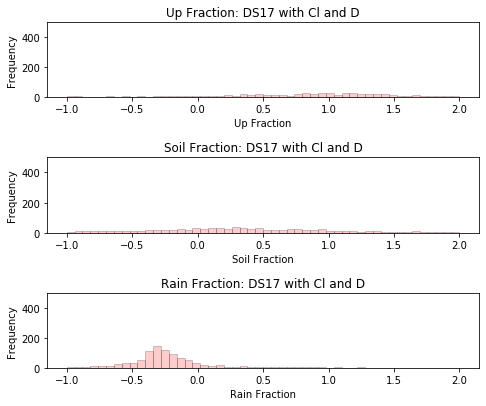 Up Fraction: DS17 with Cl and D
Frequency
400
200
0
−1.0 −0.5 0.0 0.5 1.0 1.5 2.0
Up Fraction
Soil Fraction: DS17 with Cl and D
Frequency
400
200
0
−1.0 −0.5 0.0 0.5 1.0 1.5 2.0
Soil Fraction
Rain Fraction: DS17 with Cl and D
Frequency
400
200
0
−1.0 −0.5 0.0 0.5 1.0 1.5 2.0
Rain Fraction